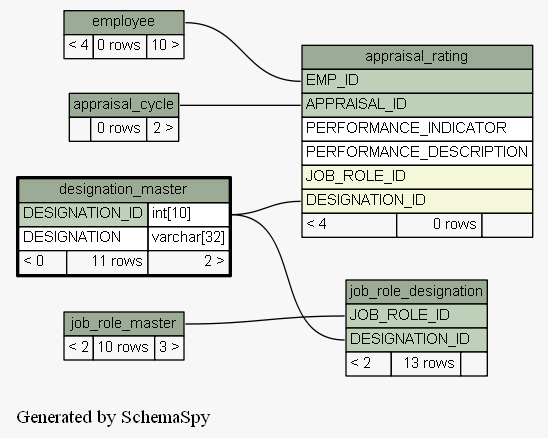 employee
< 4 0 rows 10 >
appraisal_cycle
0 rows 2 >
appraisal_rating
EMP_ID
APPRAISAL_ID
PERFORMANCE_INDICATOR
PERFORMANCE_DESCRIPTION
JOB_ROLE_ID
DESIGNATION_ID
< 4 0 rows
designation_master
DESIGNATION_ID int[10]
DESIGNATION varchar[32]
< 0 11 rows 2 >
job_role_designation
JOB_ROLE_ID
DESIGNATION_ID
< 2 13 rows
job_role_master
< 2 10 rows 3 >
Generated by SchemaSpy